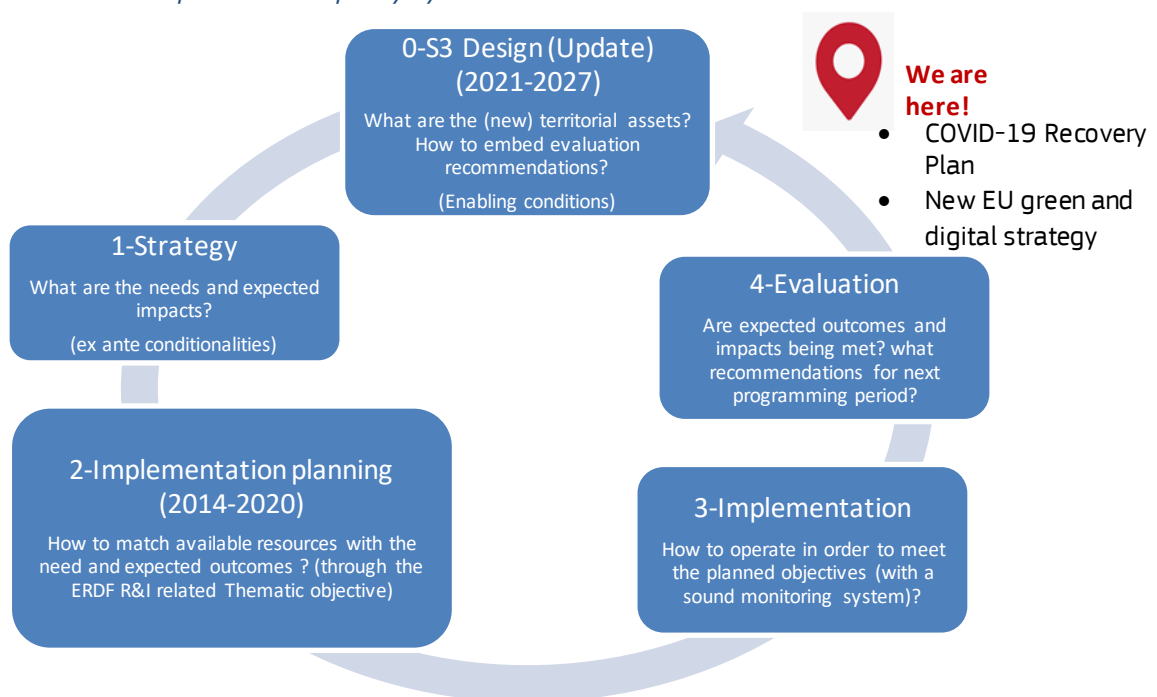 0-S3 Design (Update)
(2021-2027)
What are the (new) territorial assets?
How to embed evaluation
recommendations?
(Enabling conditions)
We are
here!
• COVID-19 Recovery
Plan
• New EU green and
digital strategy
1-Strategy
What are the needs and expected
impacts?
(ex ante conditionalities)
4-Evaluation
Are expected outcomes and
impacts being met? what
recommendations for next
programming period?
2-Implementation planning
(2014-2020)
How to match available resources with the
need and expected outcomes ? (through the
ERDF R&I related Thematic objective)
3-Implementation
How to operate in order to meet
the planned objectives (with a
sound monitoring system)?